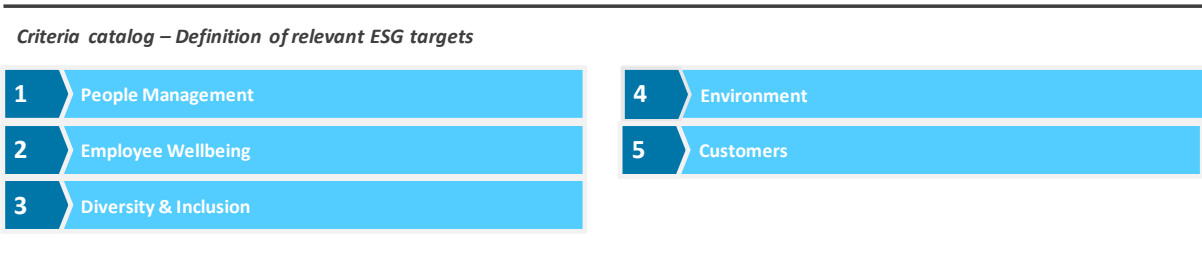 Criteria catalog – Definition of relevant ESG targets
1 People Management
2 Employee Wellbeing
3 Diversity & Inclusion
4 Environment
5 Customers